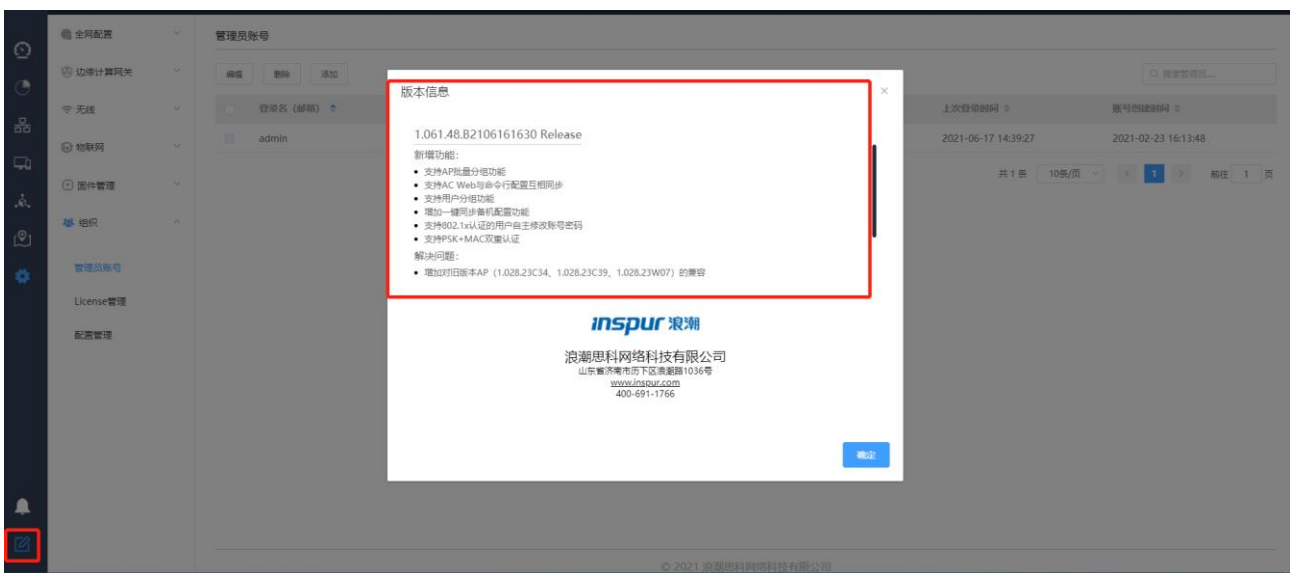 全网配置
边缘计算网关
无线
物联网
固件管理
组织
管理员账号
License管理
配置管理
管理员账号
编辑 删除 添加
搜索管理员...
登录名（邮箱） 上次登录时间 账号创建时间
admin 2021-06-17 14:39:27 2021-02-23 16:13:48
共 1 条 10条/页 1 前往 1 页
版本信息
1.061.48.B2106161630 Release
新增功能：
支持AP批量分组功能
支持AC Web与命令行配置互相同步
支持用户分组功能
增加一键同步备机配置功能
支持802.1x认证的用户自主修改账号密码
支持PSK+MAC双重认证
解决问题：
增加对旧版本AP（1.028.23C34、1.028.23C39、1.028.23W07）的兼容
inspur 浪潮
浪潮思科网络科技有限公司
山东省济南市历下区浪潮路1036号
www.inspur.com
400-691-1766
确定
© 2021 浪潮思科网络科技有限公司